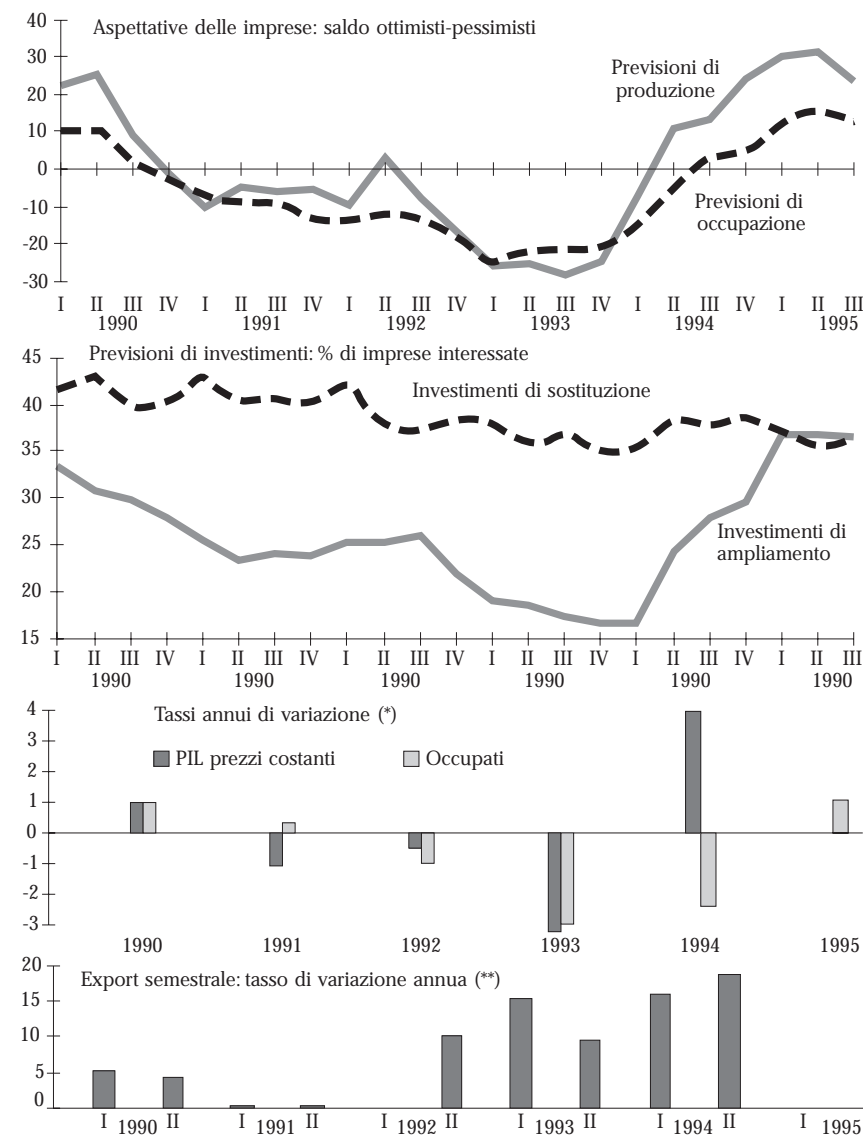 Aspettative delle imprese: saldo ottimisti-pessimisti
40
30
20
10
0
-10
-20
-30
Previsioni di
produzione
Previsioni di
occupazione
I II III IV I II III IV I II III IV I II III IV I II III IV I II III
1990 1991 1992 1993 1994 1995
Previsioni di investimenti: % di imprese interessate
45
40
35
30
25
20
15
Investimenti di sostituzione
Investimenti di
ampliamento
I II III IV I II III IV I II III IV I II III IV I II III IV I II III
1990 1990 1990 1990 1990 1990
Tassi annui di variazione (*)
PIL prezzi costanti Occupati
4
3
2
1
0
-1
-2
-3
1990 1991 1992 1993 1994 1995
Export semestrale: tasso di variazione annua (**)
20
15
10
5
0
I 1990 II I 1991 II I 1992 II I 1993 II I 1994 II I 1995